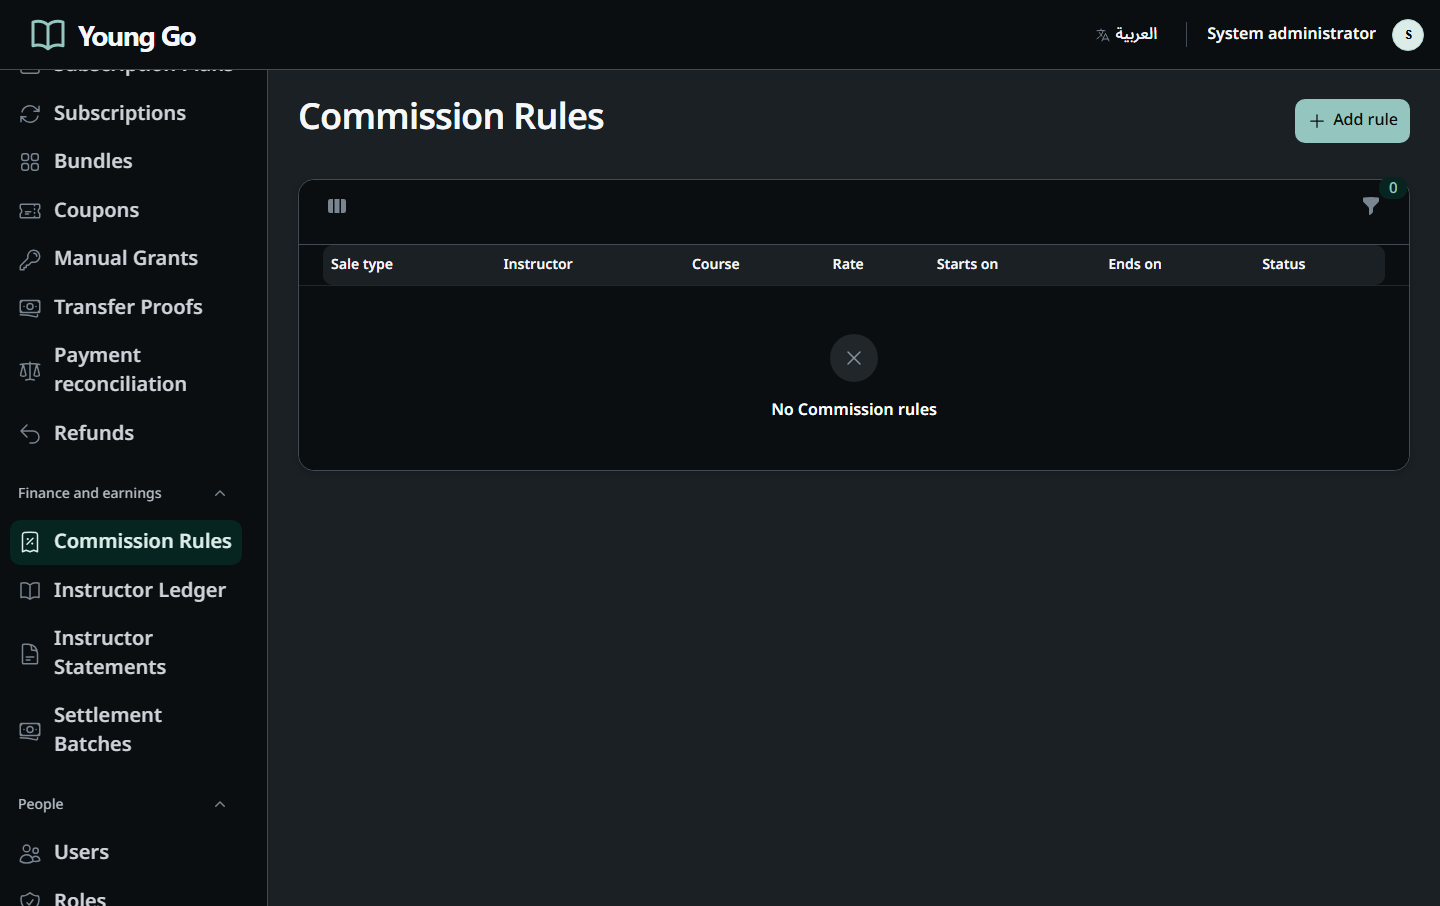 Young Go
العربية
System administrator
S
Subscription Plans
Subscriptions
Bundles
Coupons
Manual Grants
Transfer Proofs
Payment
reconciliation
Refunds
Finance and earnings
Commission Rules
Instructor Ledger
Instructor
Statements
Settlement
Batches
People
Users
Roles
Commission Rules
Add rule
0
Sale type
Instructor
Course
Rate
Starts on
Ends on
Status
No Commission rules